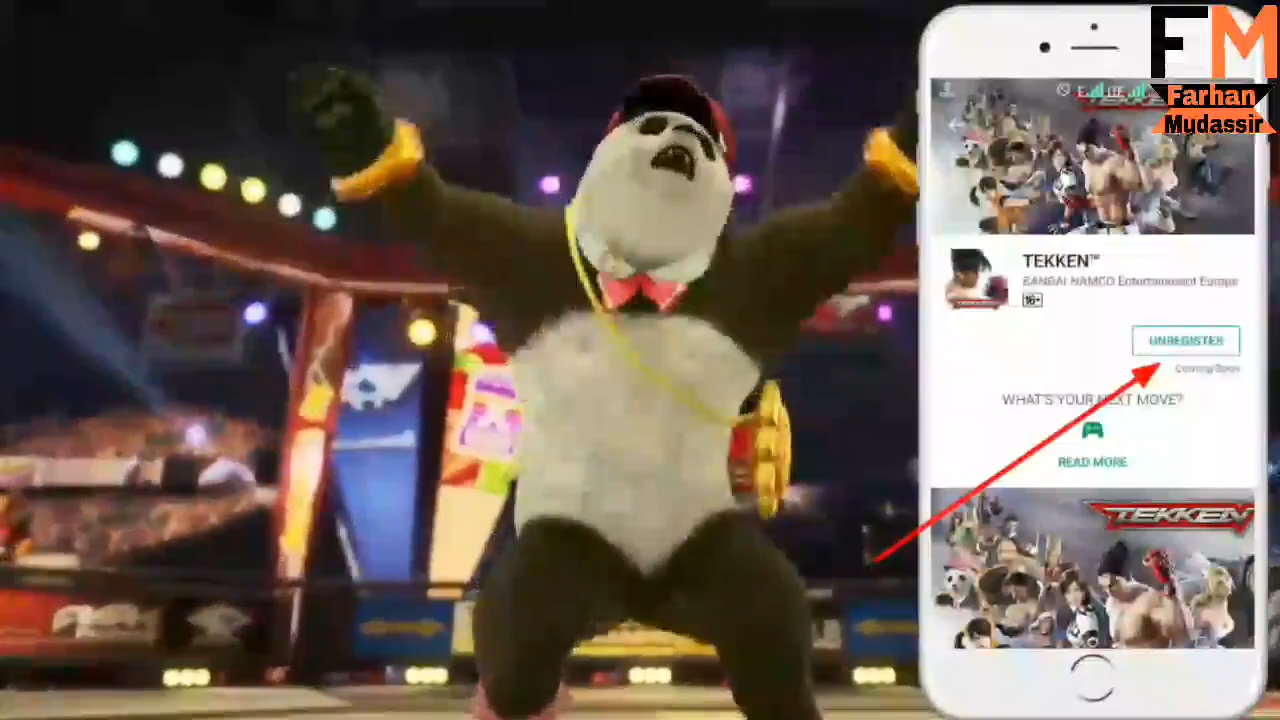 FM
Farhan
Mudassir
TEKKEN™
BANDAI NAMCO Entertainment Europe
16+
UNREGISTER
Coming Soon
WHAT'S YOUR NEXT MOVE?
READ MORE
TEKKEN